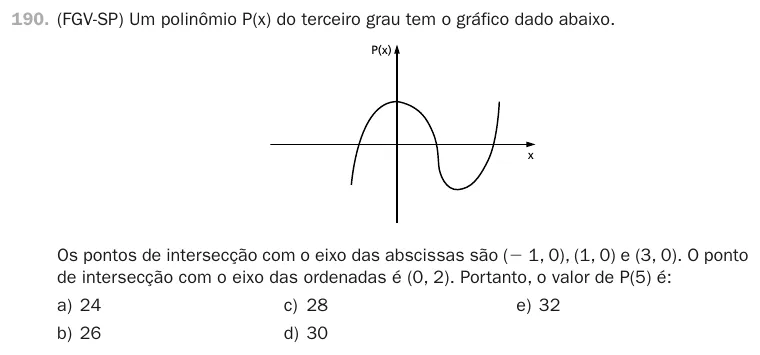 190. (FGV-SP) Um polinômio P(x) do terceiro grau tem o gráfico dado abaixo.
P(x)
x
Os pontos de intersecção com o eixo das abscissas são (− 1, 0), (1, 0) e (3, 0). O ponto
de intersecção com o eixo das ordenadas é (0, 2). Portanto, o valor de P(5) é:
a) 24 c) 28 e) 32
b) 26 d) 30